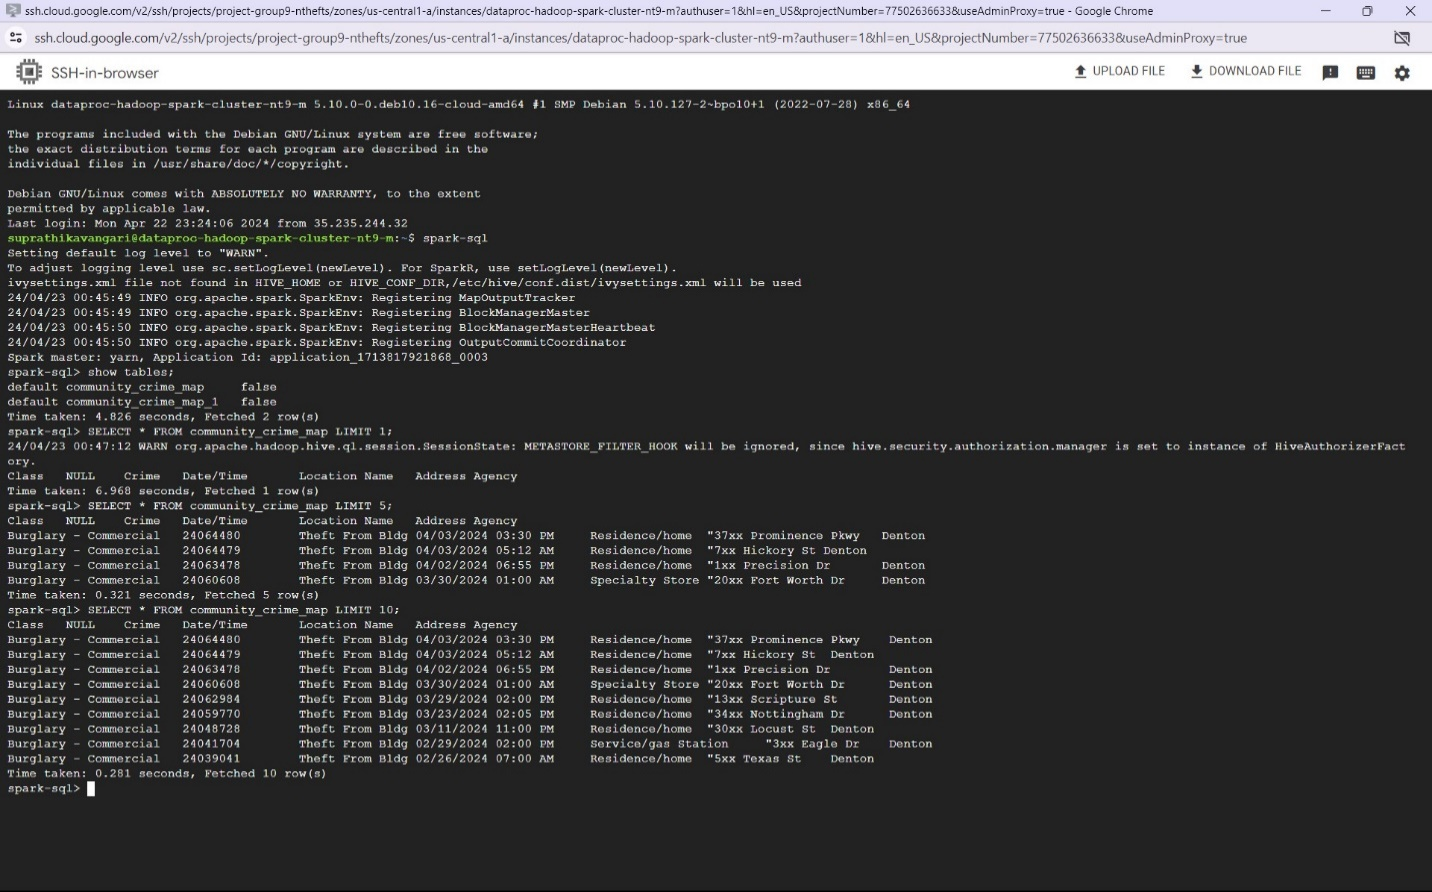 ssh.cloud.google.com/v2/ssh/projects/project-group9-nthefts/zones/us-central1-a/instances/dataproc-hadoop-spark-cluster-nt9-m?authuser=1&hl=en_US&projectNumber=77502636633&useAdminProxy=true - Google Chrome
ssh.cloud.google.com/v2/ssh/projects/project-group9-nthefts/zones/us-central1-a/instances/dataproc-hadoop-spark-cluster-nt9-m?authuser=1&hl=en_US&projectNumber=77502636633&useAdminProxy=true
SSH-in-browser UPLOAD FILE DOWNLOAD FILE
Linux dataproc-hadoop-spark-cluster-nt9-m 5.10.0-0.deb10.16-cloud-amd64 #1 SMP Debian 5.10.127-2~bpo10+1 (2022-07-28) x86_64
The programs included with the Debian GNU/Linux system are free software;
the exact distribution terms for each program are described in the
individual files in /usr/share/doc/*/copyright.
Debian GNU/Linux comes with ABSOLUTELY NO WARRANTY, to the extent
permitted by applicable law.
Last login: Mon Apr 22 23:24:06 2024 from 35.235.244.32
suprathikavangari@dataproc-hadoop-spark-cluster-nt9-m:~$ spark-sql
Setting default log level to "WARN".
To adjust logging level use sc.setLogLevel(newLevel). For SparkR, use setLogLevel(newLevel).
ivysettings.xml file not found in HIVE_HOME or HIVE_CONF_DIR,/etc/hive/conf.dist/ivysettings.xml will be used
24/04/23 00:45:49 INFO org.apache.spark.SparkEnv: Registering MapOutputTracker
24/04/23 00:45:49 INFO org.apache.spark.SparkEnv: Registering BlockManagerMaster
24/04/23 00:45:50 INFO org.apache.spark.SparkEnv: Registering BlockManagerMasterHeartbeat
24/04/23 00:45:50 INFO org.apache.spark.SparkEnv: Registering OutputCommitCoordinator
Spark master: yarn, Application Id: application_1713817921868_0003
spark-sql> show tables;
default community_crime_map false
default community_crime_map_1 false
Time taken: 4.826 seconds, Fetched 2 row(s)
spark-sql> SELECT * FROM community_crime_map LIMIT 1;
24/04/23 00:47:12 WARN org.apache.hadoop.hive.ql.session.SessionState: METASTORE_FILTER_HOOK will be ignored, since hive.security.authorization.manager is set to instance of HiveAuthorizerFact
ory.
Class NULL Crime Date/Time Location Name Address Agency
Time taken: 6.968 seconds, Fetched 1 row(s)
spark-sql> SELECT * FROM community_crime_map LIMIT 5;
Class NULL Crime Date/Time Location Name Address Agency
Burglary - Commercial 24064480 Theft From Bldg 04/03/2024 03:30 PM Residence/home "37xx Prominence Pkwy Denton
Burglary - Commercial 24064479 Theft From Bldg 04/03/2024 05:12 AM Residence/home "7xx Hickory St Denton
Burglary - Commercial 24063478 Theft From Bldg 04/02/2024 06:55 PM Residence/home "1xx Precision Dr Denton
Burglary - Commercial 24060608 Theft From Bldg 03/30/2024 01:00 AM Specialty Store "20xx Fort Worth Dr Denton
Time taken: 0.321 seconds, Fetched 5 row(s)
spark-sql> SELECT * FROM community_crime_map LIMIT 10;
Class NULL Crime Date/Time Location Name Address Agency
Burglary - Commercial 24064480 Theft From Bldg 04/03/2024 03:30 PM Residence/home "37xx Prominence Pkwy Denton
Burglary - Commercial 24064479 Theft From Bldg 04/03/2024 05:12 AM Residence/home "7xx Hickory St Denton
Burglary - Commercial 24063478 Theft From Bldg 04/02/2024 06:55 PM Residence/home "1xx Precision Dr Denton
Burglary - Commercial 24060608 Theft From Bldg 03/30/2024 01:00 AM Specialty Store "20xx Fort Worth Dr Denton
Burglary - Commercial 24062984 Theft From Bldg 03/29/2024 02:00 PM Residence/home "13xx Scripture St Denton
Burglary - Commercial 24059770 Theft From Bldg 03/23/2024 02:05 PM Residence/home "34xx Nottingham Dr Denton
Burglary - Commercial 24048728 Theft From Bldg 03/11/2024 11:00 PM Residence/home "30xx Locust St Denton
Burglary - Commercial 24041704 Theft From Bldg 02/29/2024 02:00 PM Service/gas Station "3xx Eagle Dr Denton
Burglary - Commercial 24039041 Theft From Bldg 02/26/2024 07:00 AM Residence/home "5xx Texas St Denton
Time taken: 0.281 seconds, Fetched 10 row(s)
spark-sql>